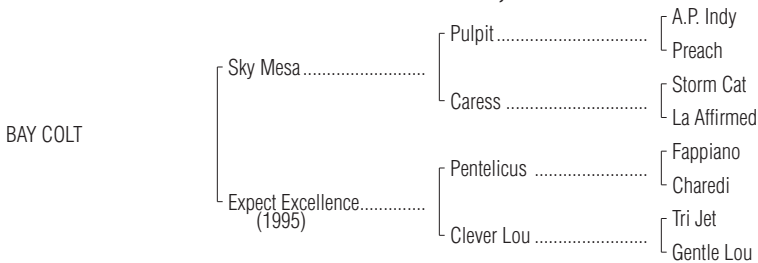 A.P. Indy
Pulpit
Preach
Sky Mesa
Storm Cat
Caress
La Affirmed
BAY COLT
Fappiano
Pentelicus
Charedi
Expect Excellence
(1995)
Tri Jet
Clever Lou
Gentle Lou